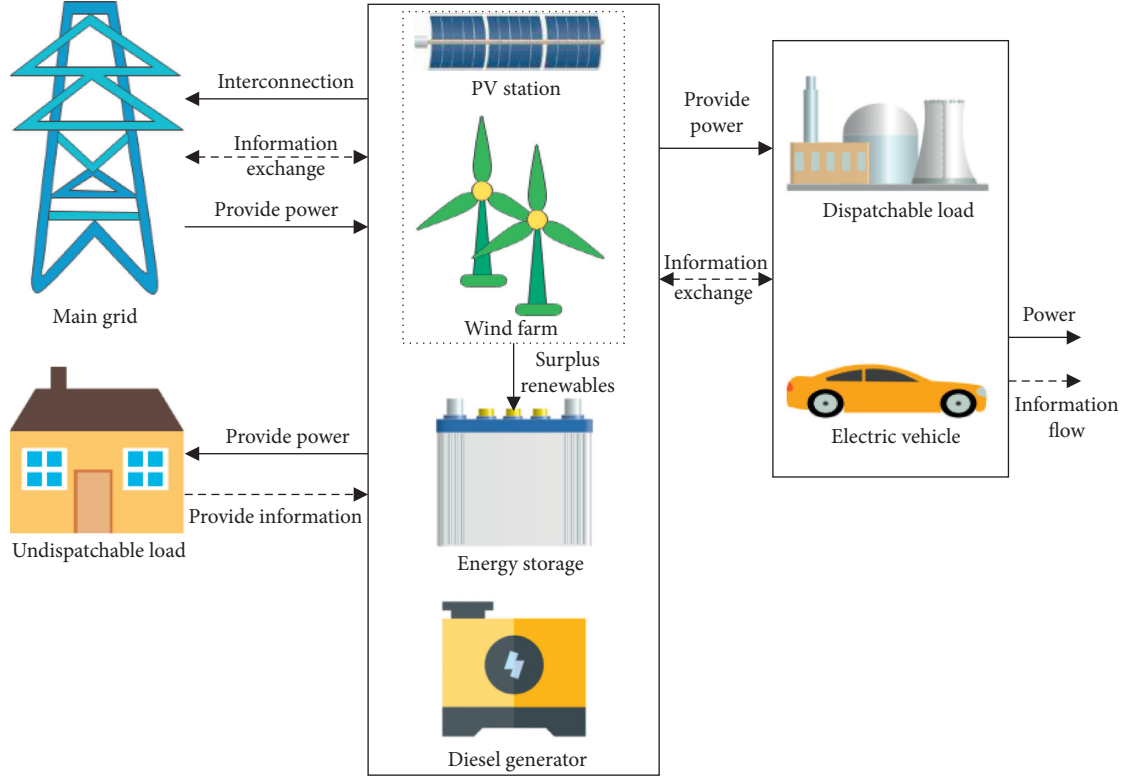 PV station
Interconnection
Information
exchange
Provide power
Main grid
Wind farm
Surplus
renewables
Provide power
Provide information
Undispatchable load
Energy storage
Diesel generator
Provide
power
Dispatchable load
Information
exchange
Electric vehicle
Power
Information
flow